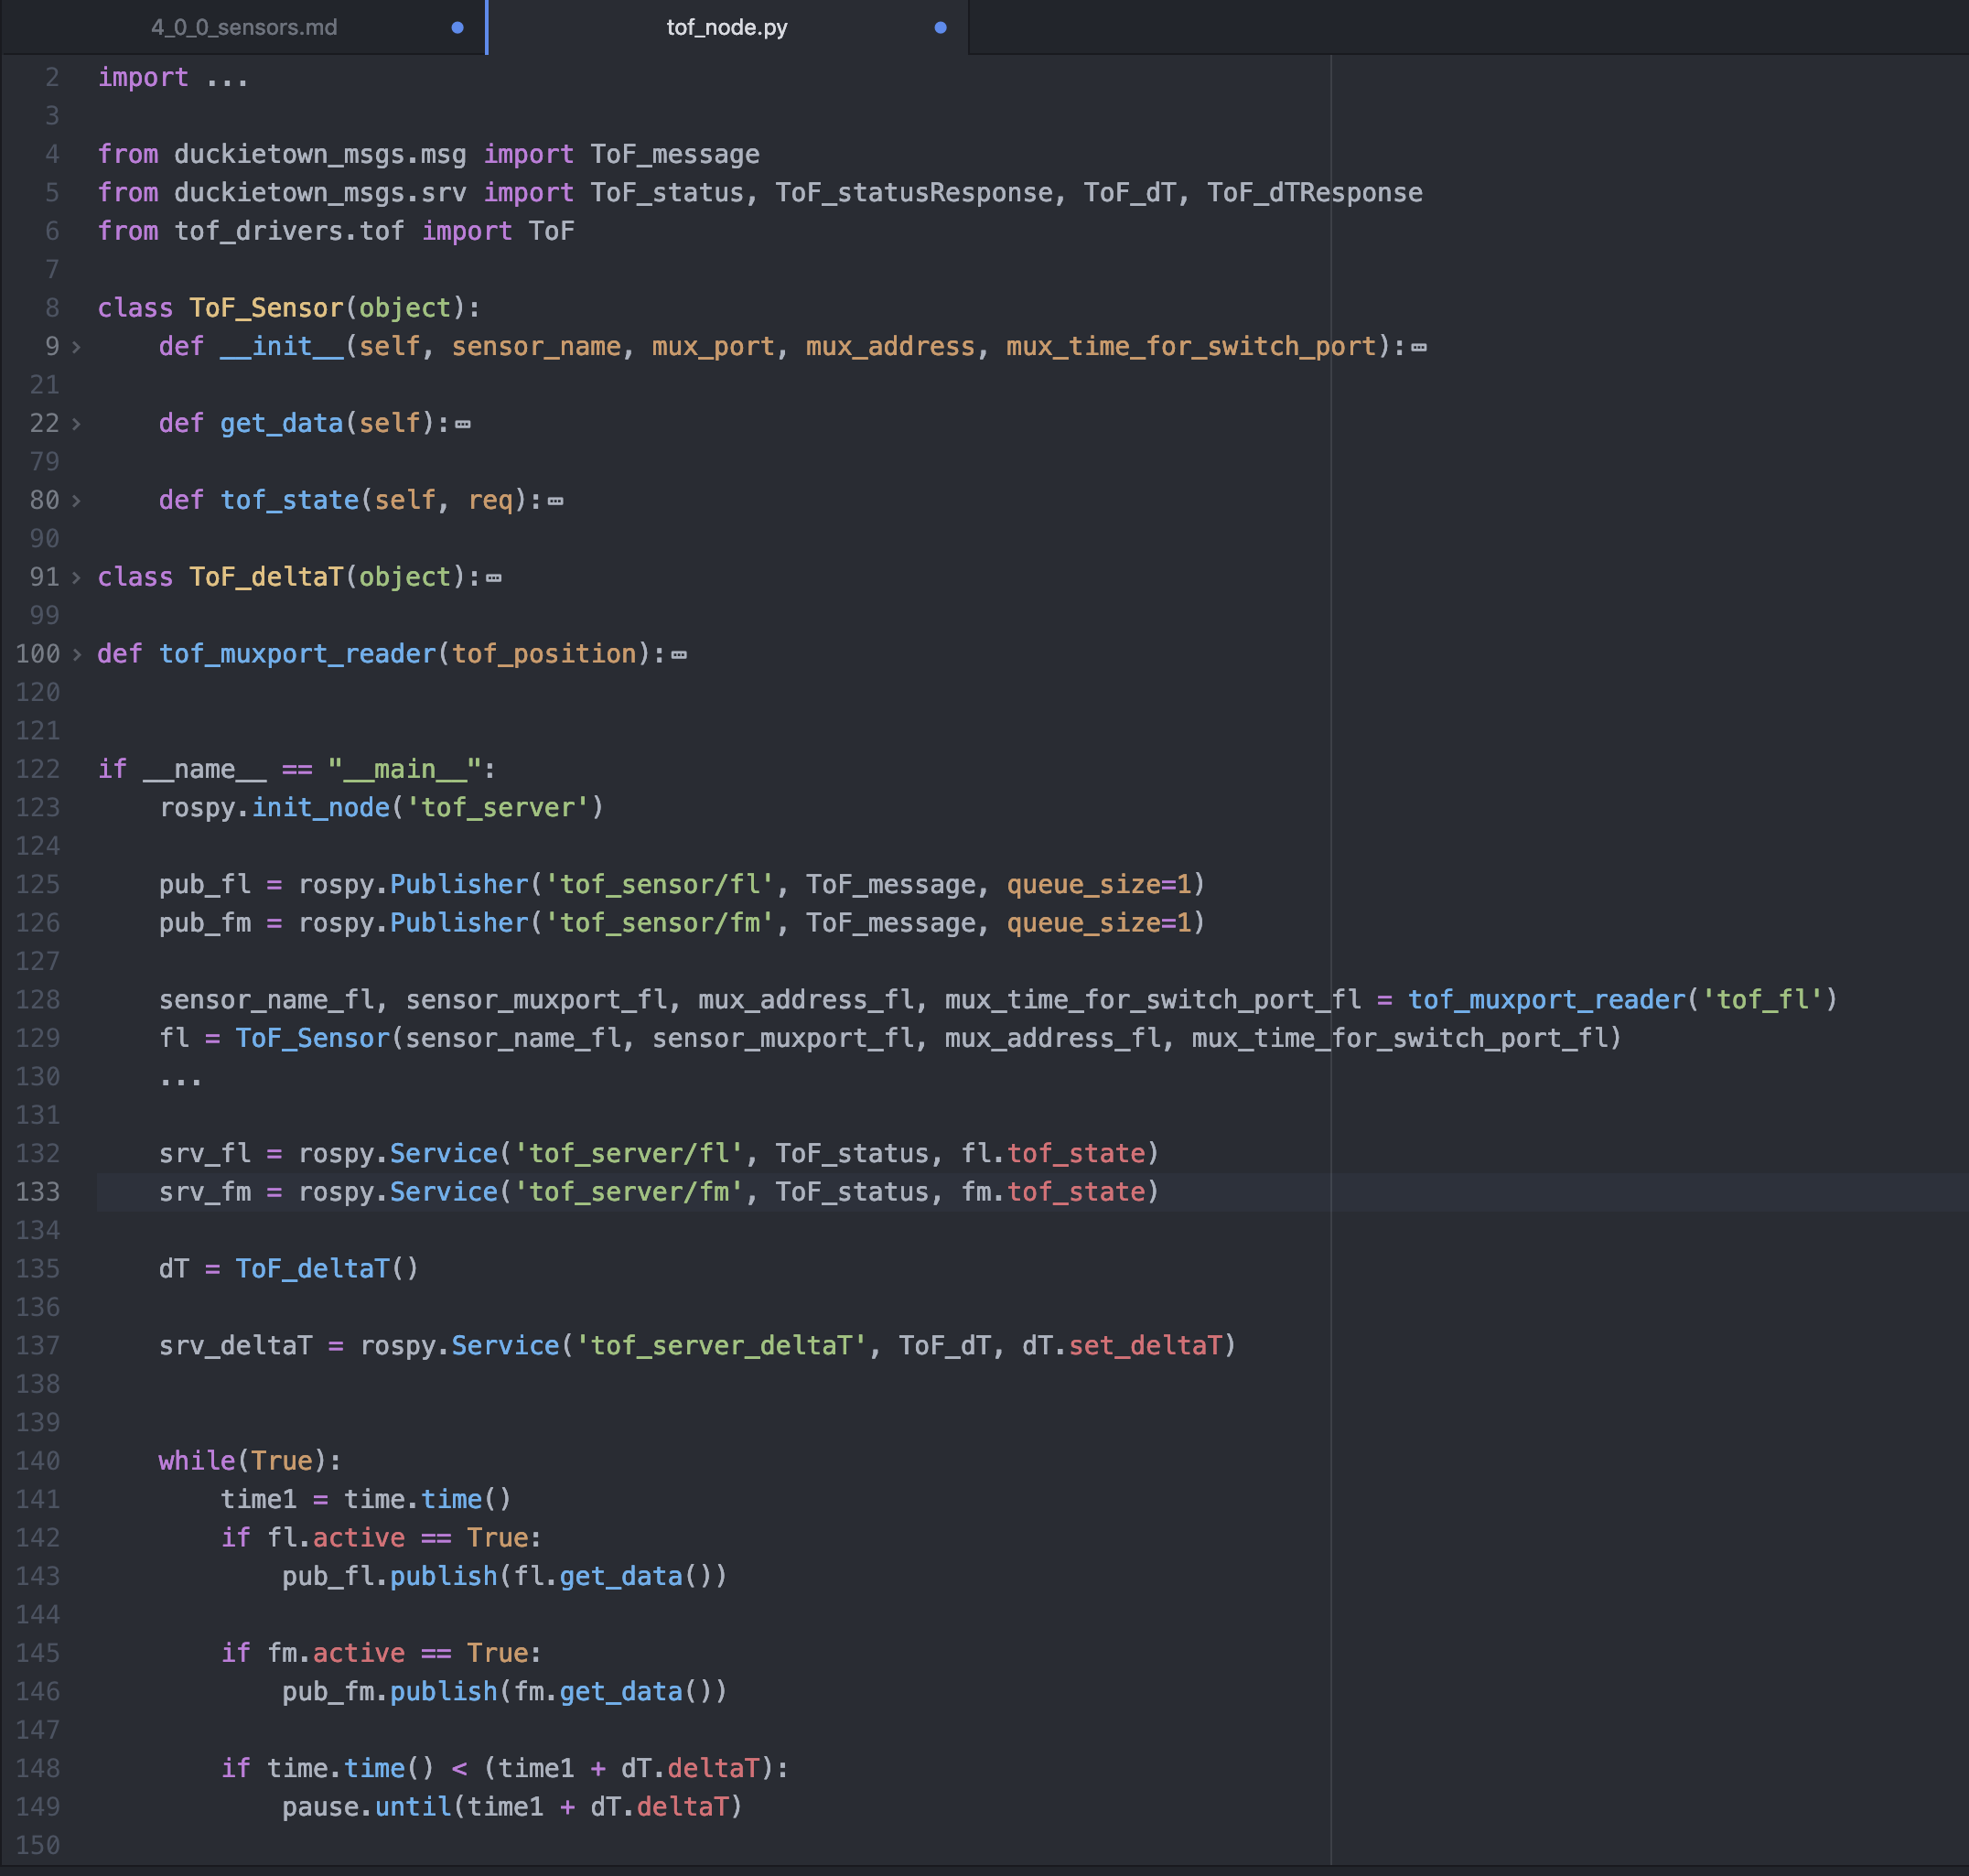 4_0_0_sensors.md
tof_node.py
2 import ...
3
4 from duckietown_msgs.msg import ToF_message
5 from duckietown_msgs.srv import ToF_status, ToF_statusResponse, ToF_dT, ToF_dTResponse
6 from tof_drivers.tof import ToF
7
8 class ToF_Sensor(object):
9     def __init__(self, sensor_name, mux_port, mux_address, mux_time_for_switch_port):
21
22     def get_data(self):
79
80     def tof_state(self, req):
90
91 class ToF_deltaT(object):
99
100 def tof_muxport_reader(tof_position):
120
121
122 if __name__ == "__main__":
123     rospy.init_node('tof_server')
124
125     pub_fl = rospy.Publisher('tof_sensor/fl', ToF_message, queue_size=1)
126     pub_fm = rospy.Publisher('tof_sensor/fm', ToF_message, queue_size=1)
127
128     sensor_name_fl, sensor_muxport_fl, mux_address_fl, mux_time_for_switch_port_fl = tof_muxport_reader('tof_fl')
129     fl = ToF_Sensor(sensor_name_fl, sensor_muxport_fl, mux_address_fl, mux_time_for_switch_port_fl)
130     ...
131
132     srv_fl = rospy.Service('tof_server/fl', ToF_status, fl.tof_state)
133     srv_fm = rospy.Service('tof_server/fm', ToF_status, fm.tof_state)
134
135     dT = ToF_deltaT()
136
137     srv_deltaT = rospy.Service('tof_server_deltaT', ToF_dT, dT.set_deltaT)
138
139
140     while(True):
141         time1 = time.time()
142         if fl.active == True:
143             pub_fl.publish(fl.get_data())
144
145         if fm.active == True:
146             pub_fm.publish(fm.get_data())
147
148         if time.time() < (time1 + dT.deltaT):
149             pause.until(time1 + dT.deltaT)
150